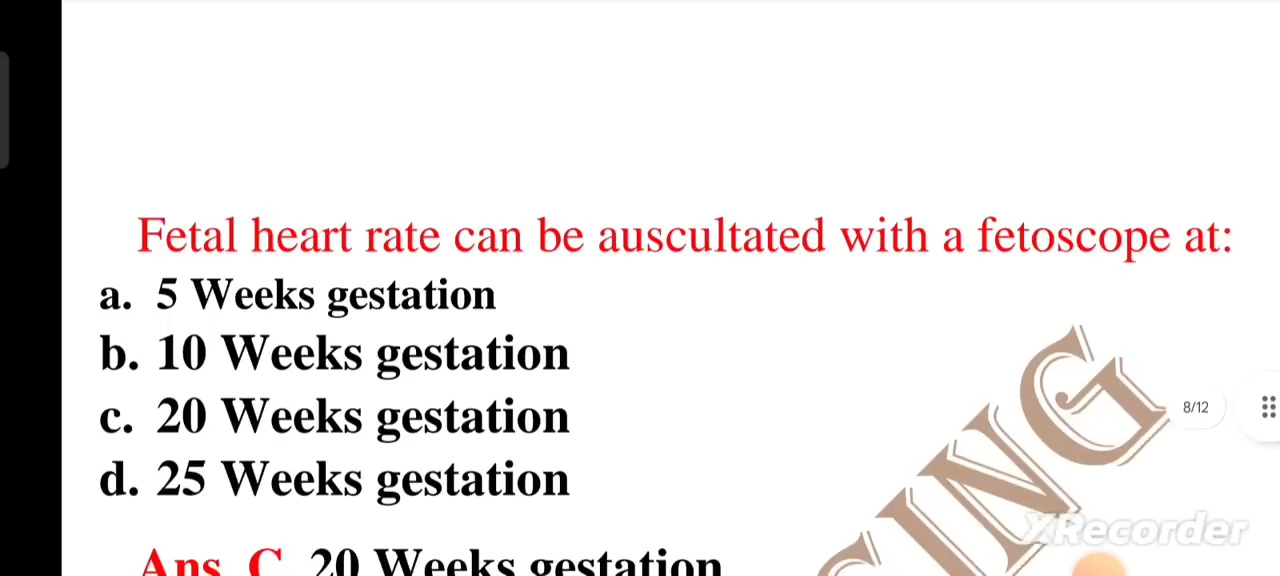 Fetal heart rate can be auscultated with a fetoscope at:
a. 5 Weeks gestation
b. 10 Weeks gestation
c. 20 Weeks gestation
d. 25 Weeks gestation
8/12
XRecorder
Ans. C. 20 Weeks gestation